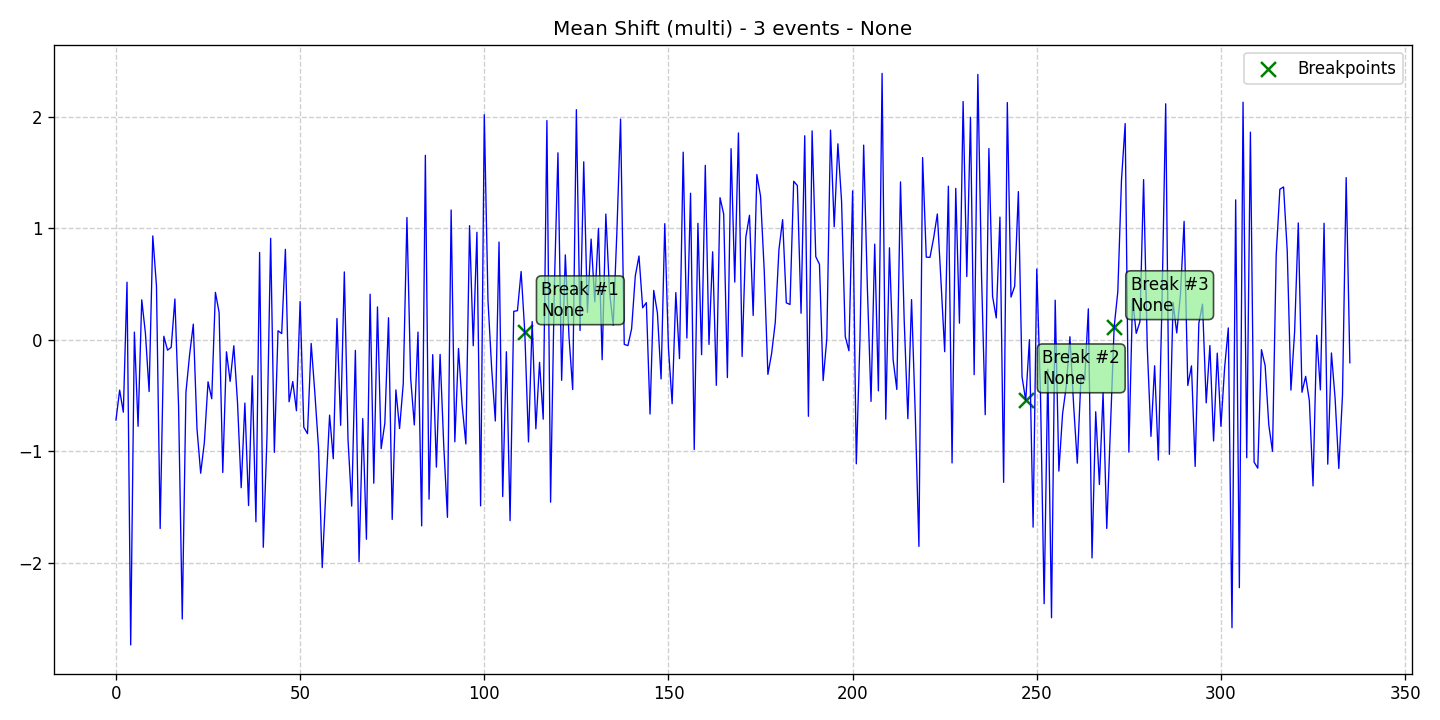 Mean Shift (multi) - 3 events - None
Breakpoints
Break #1
None
Break #3
None
Break #2
None
2
1
0
−1
−2
0
50
100
150
200
250
300
350